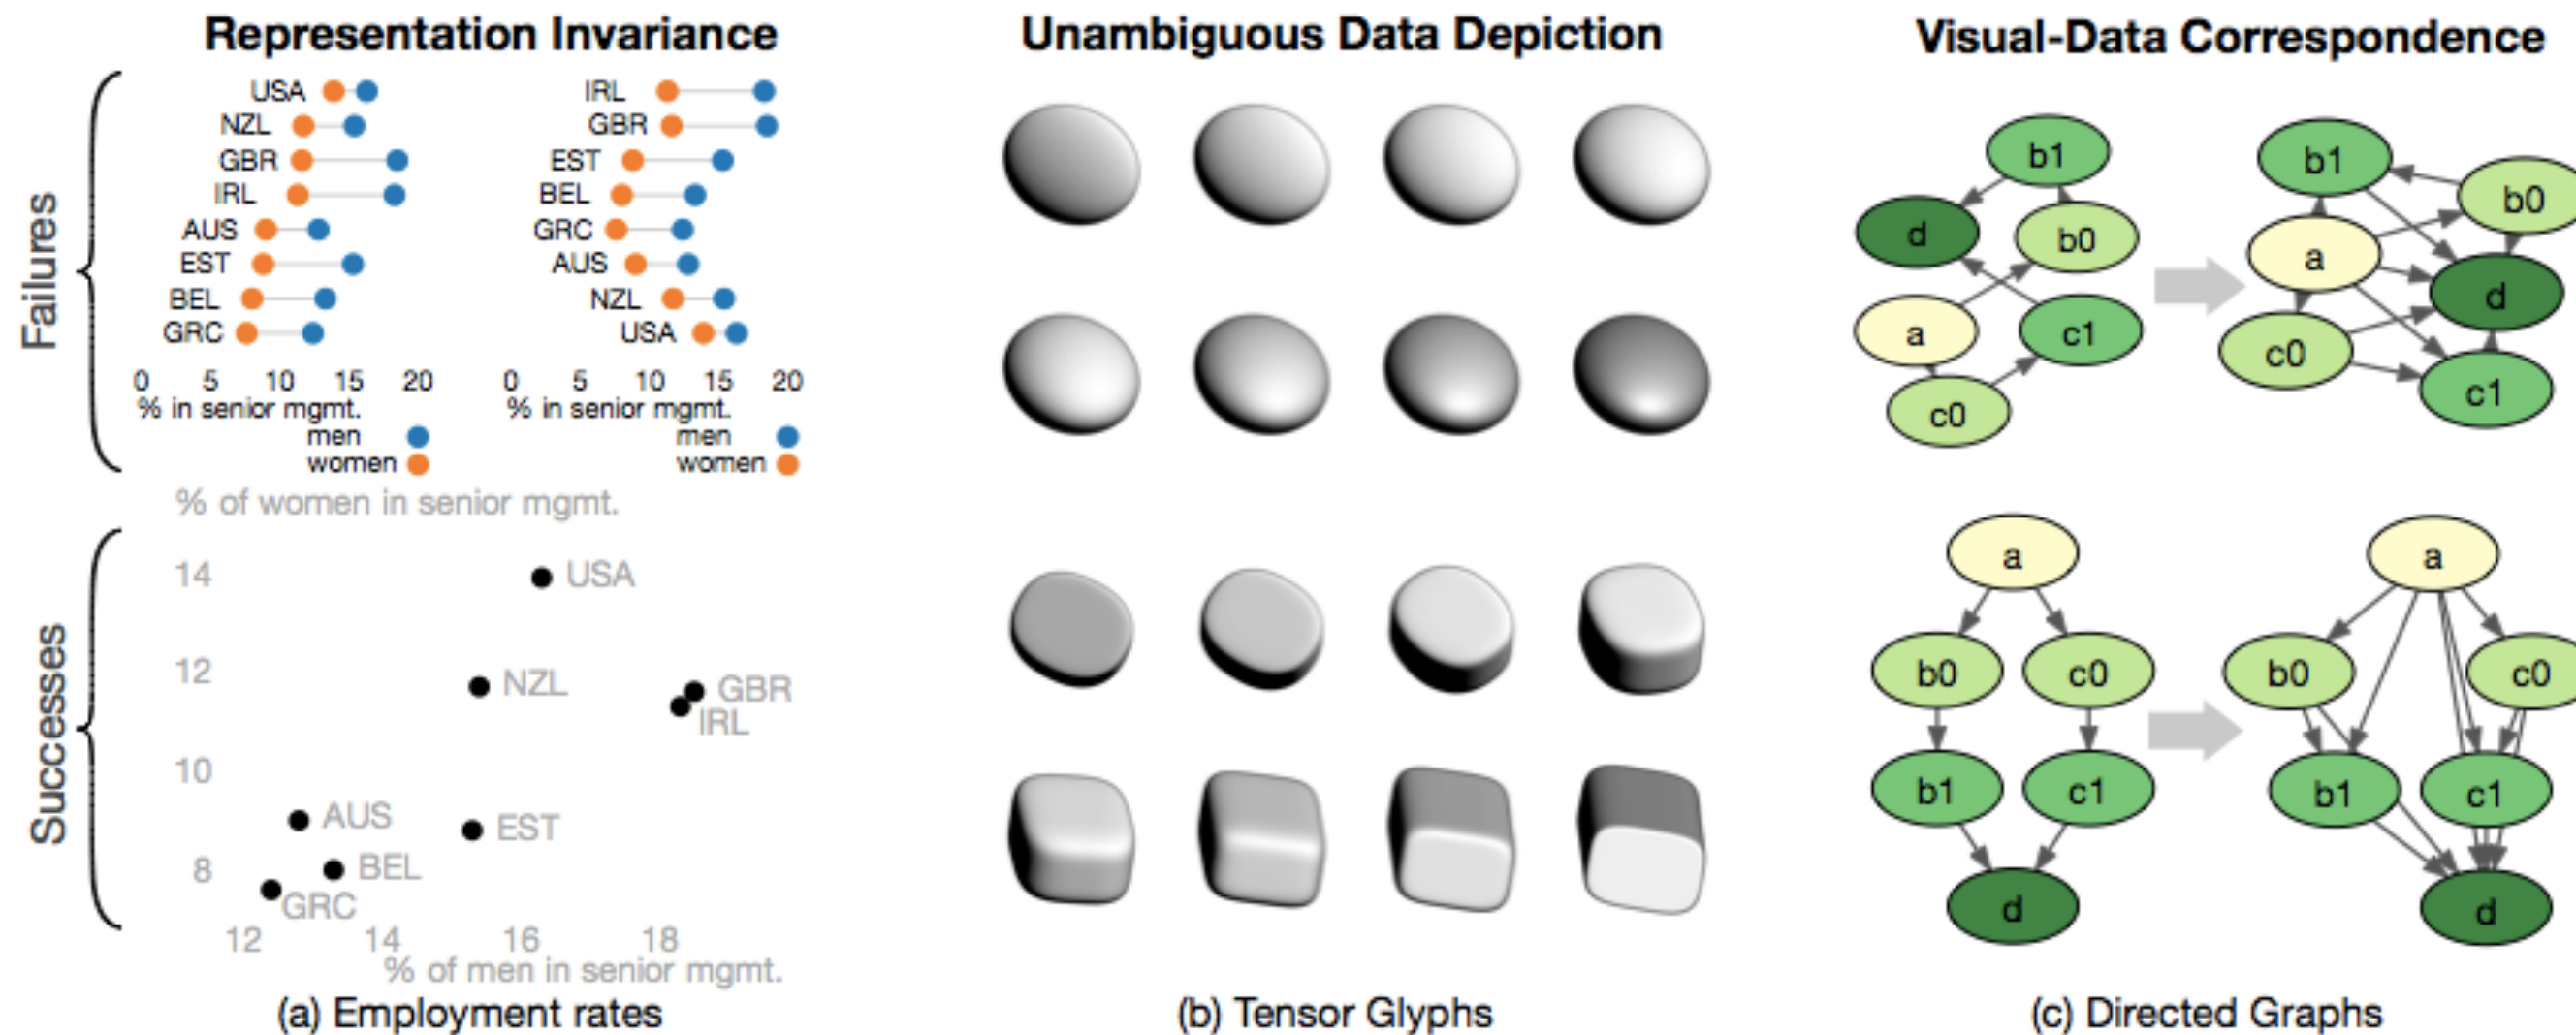 Representation Invariance
Unambiguous Data Depiction
Visual-Data Correspondence
Failures
USA
NZL
GBR
IRL
AUS
EST
BEL
GRC
0 5 10 15 20
% in senior mgmt.
men
women
IRL
GBR
EST
BEL
GRC
AUS
NZL
USA
0 5 10 15 20
% in senior mgmt.
men
women
b1
d
b0
a
c1
c0
b1
b0
a
d
c0
c1
Successes
% of women in senior mgmt.
14
12
10
8
USA
NZL
GBR
IRL
AUS
EST
BEL
GRC
12 14 16 18
% of men in senior mgmt.
a
b0 c0
b1 c1
d
a
b0 c0
b1 c1
d
(a) Employment rates
(b) Tensor Glyphs
(c) Directed Graphs